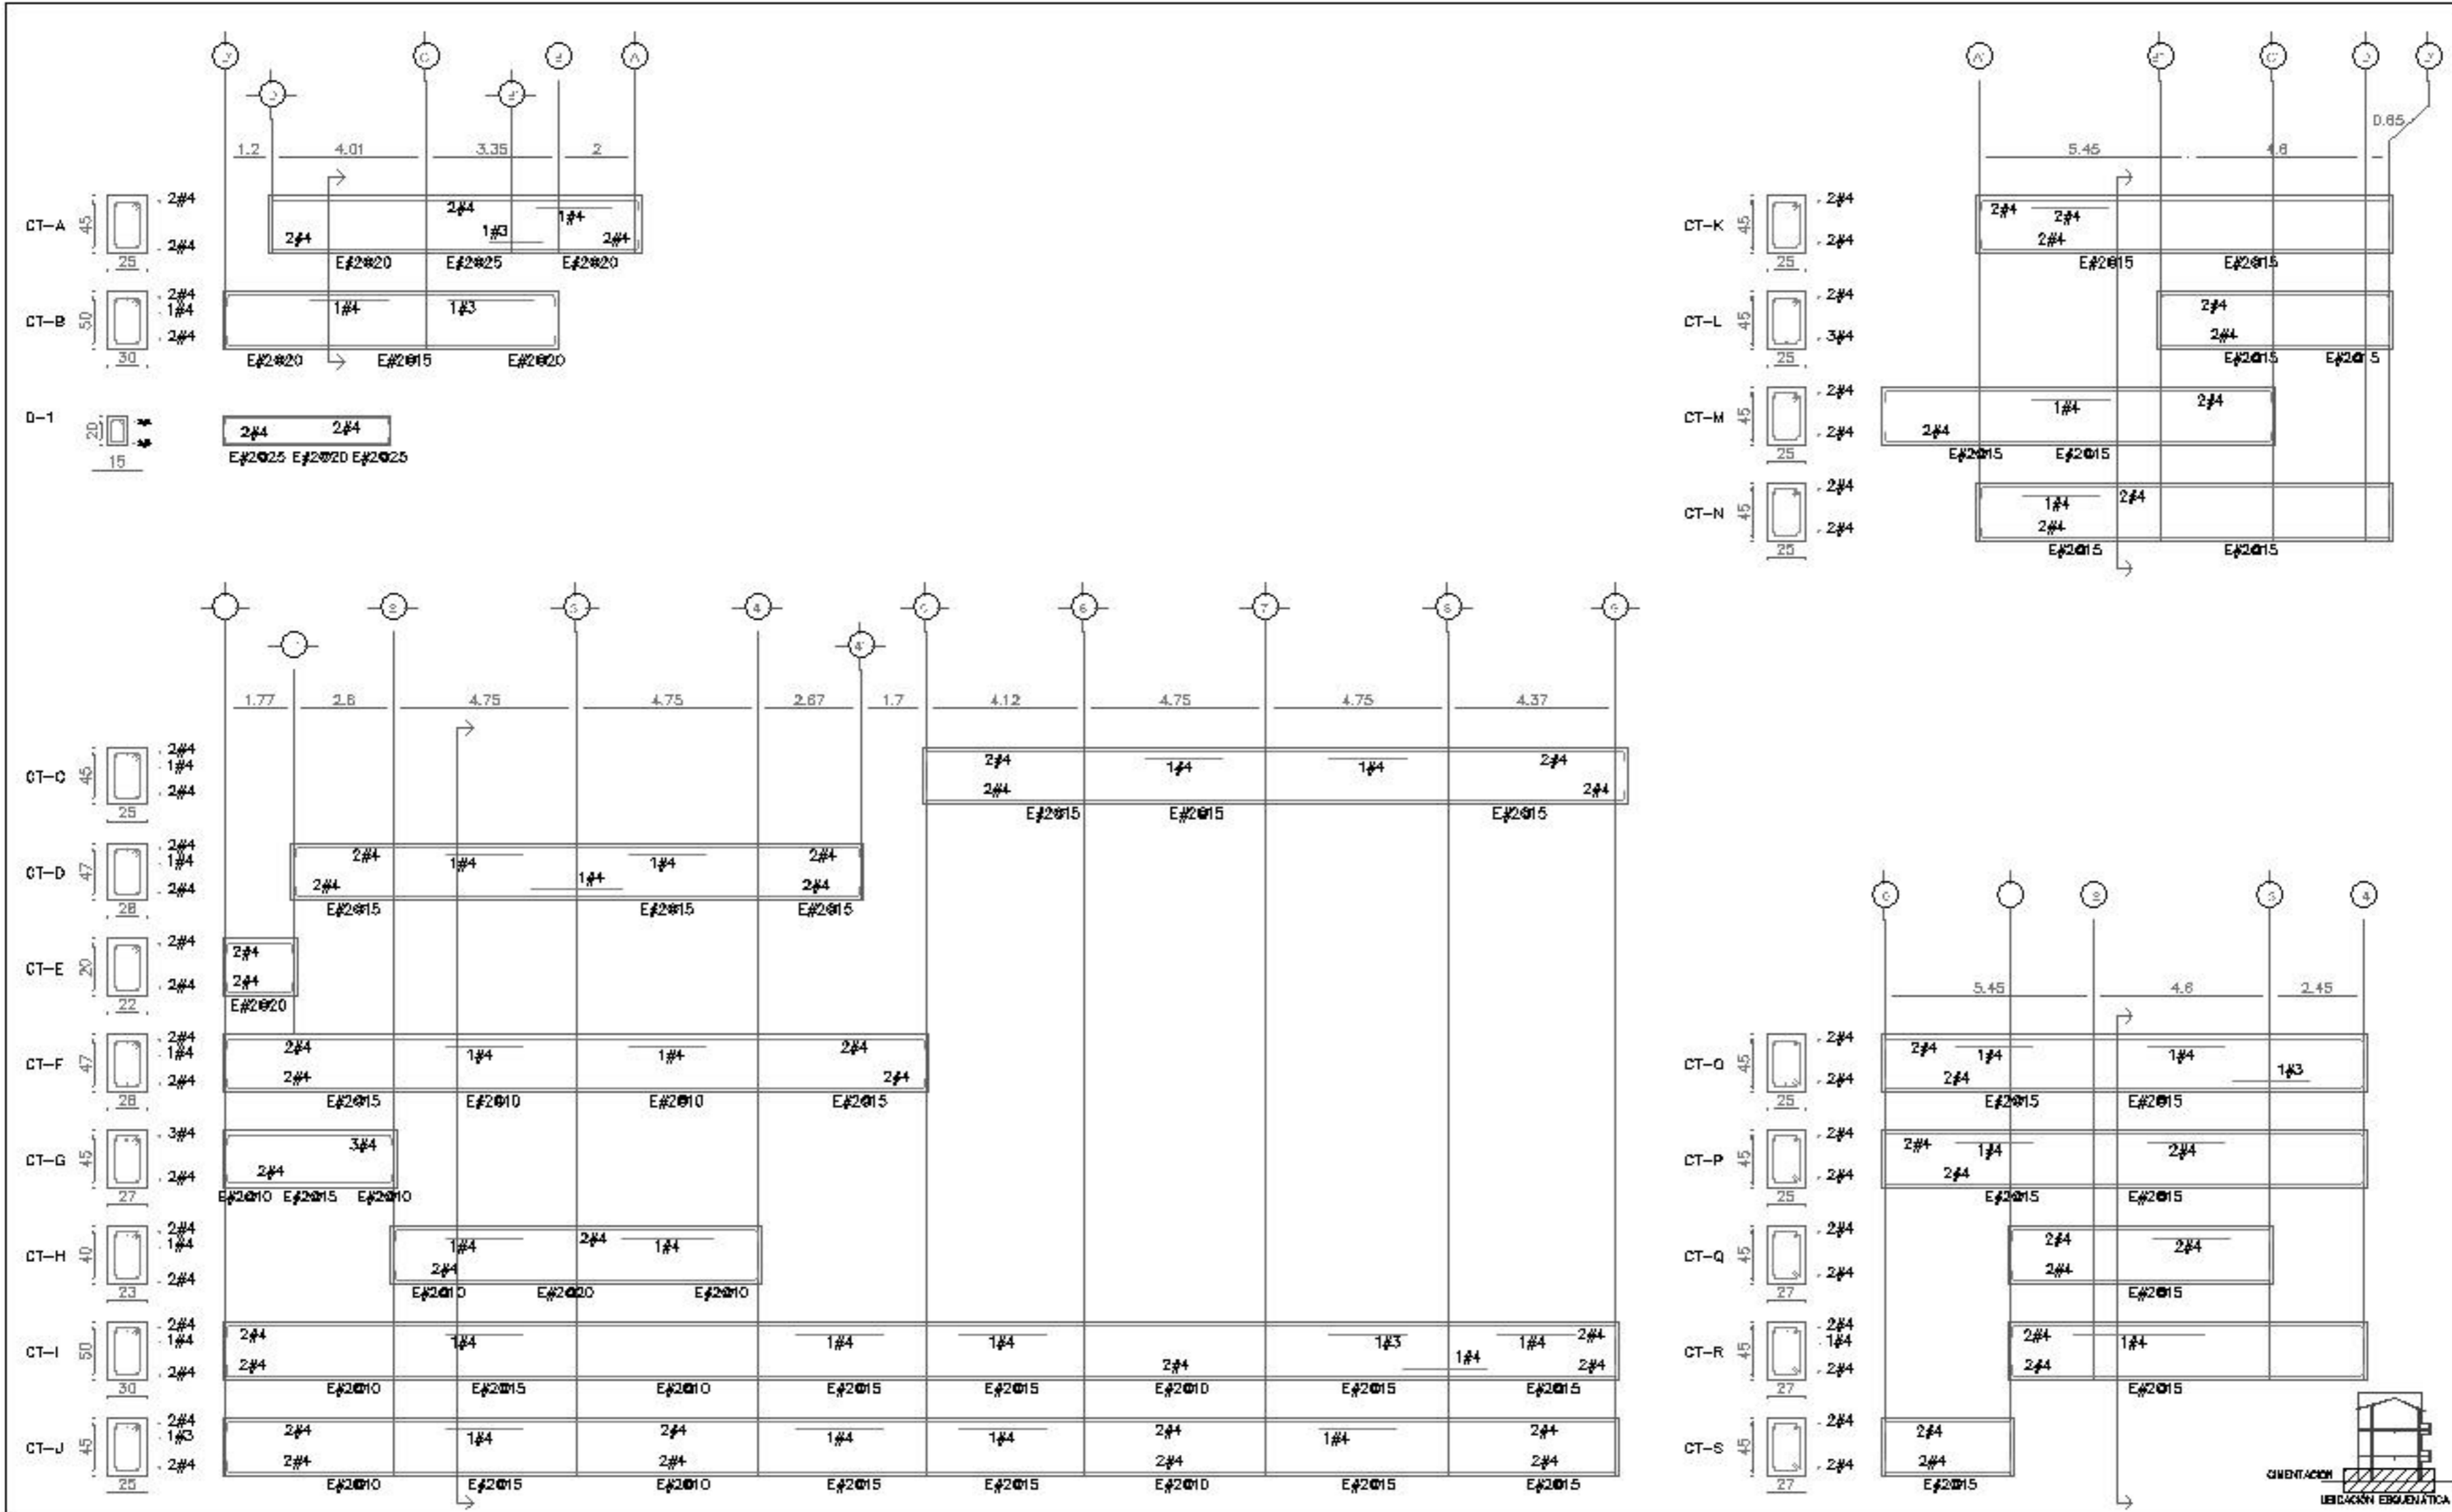 1.2 4.01 3.35 2
CT-A 45 25 2#4 2#4
2#4 1#4
2#4 1#3 2#4
E#2@20 E#2@25 E#2@20
CT-B 50 30 2#4 1#4 2#4
1#4 1#3
E#2@20 E#2@15 E#2@20
D-1 20 15
2#4 2#4
E#2@25 E#2@20 E#2@25
A' B' C' D
5.45 4.6 0.65
CT-K 45 25 2#4 2#4
2#4 2#4
2#4
E#2@15 E#2@15
CT-L 45 25 2#4 3#4
2#4
2#4
E#2@15 E#2@15
CT-M 45 25 2#4 2#4
1#4 2#4
2#4
E#2@15 E#2@15
CT-N 45 25 2#4 2#4
1#4 2#4
2#4
E#2@15 E#2@15
2 3 4 5 6 7 8 9
4'
1.77 2.6 4.75 4.75 2.67 1.7 4.12 4.75 4.75 4.37
CT-C 45 25 2#4 1#4 2#4
2#4 1#4 1#4 2#4
2#4 2#4
E#2@15 E#2@15 E#2@15
CT-D 47 28 2#4 1#4 2#4
2#4 1#4 1#4 2#4
2#4 1#4 2#4
E#2@15 E#2@15 E#2@15
CT-E 20 22 2#4 2#4
2#4
2#4
E#2@20
CT-F 47 28 2#4 1#4 2#4
2#4 1#4 1#4 2#4
2#4 2#4
E#2@15 E#2@10 E#2@10 E#2@15
CT-G 45 27 3#4 2#4
3#4
2#4
E#2@10 E#2@15 E#2@10
CT-H 40 23 2#4 1#4 2#4
1#4 2#4 1#4
2#4
E#2@10 E#2@20 E#2@10
CT-I 50 30 2#4 1#4 2#4
2#4 1#4 1#4 1#4 1#3 1#4 2#4
2#4 2#4 1#4 2#4
E#2@10 E#2@15 E#2@10 E#2@15 E#2@15 E#2@10 E#2@15 E#2@15
CT-J 45 25 2#4 1#3 2#4
2#4 1#4 2#4 1#4 1#4 2#4 1#4 2#4
2#4 2#4 2#4 2#4
E#2@10 E#2@15 E#2@10 E#2@15 E#2@15 E#2@10 E#2@15 E#2@15
2 3 4
5.45 4.6 2.45
CT-O 45 25 2#4 2#4
2#4 1#4 1#4
2#4 1#3
E#2@15 E#2@15
CT-P 45 25 2#4 2#4
2#4 1#4 2#4
2#4
E#2@15 E#2@15
CT-Q 45 27 2#4 2#4
2#4 2#4
2#4
E#2@15
CT-R 45 27 2#4 1#4 2#4
2#4 1#4
2#4
E#2@15
CT-S 45 27 2#4 2#4
2#4
2#4
E#2@15
CIMENTACION
UBICACIÓN ESQUEMÁTICA